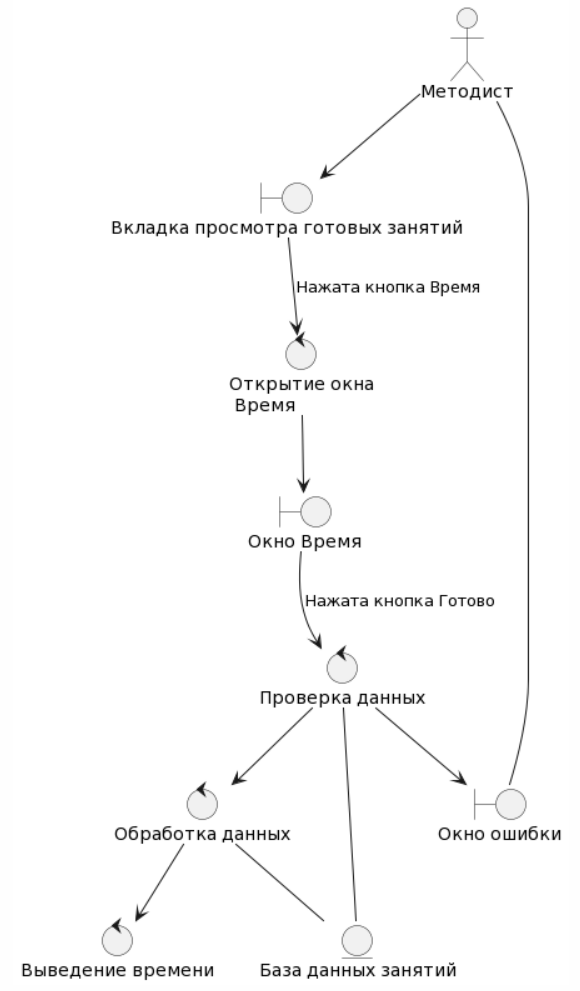 Методист
Вкладка просмотра готовых занятий
Нажата кнопка Время
Открытие окна
Время
Окно Время
Нажата кнопка Готово
Проверка данных
Обработка данных
Окно ошибки
Выведение времени
База данных занятий